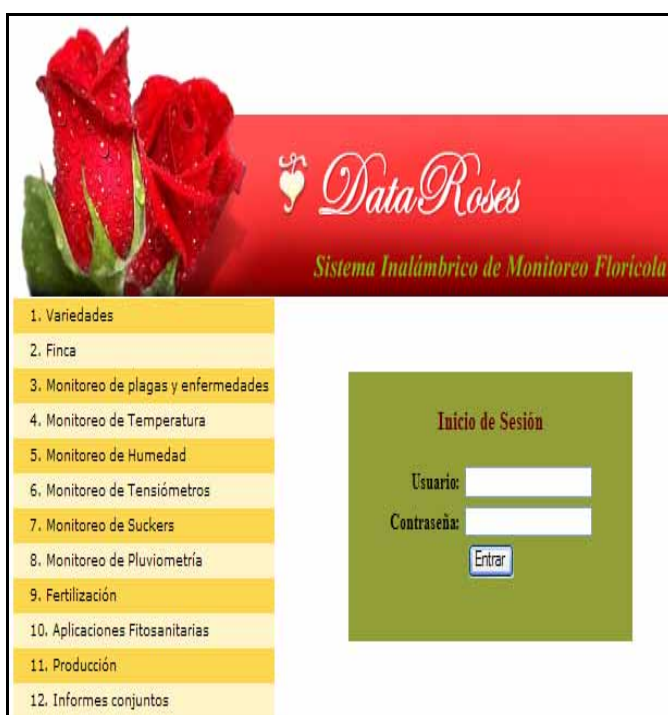 DataRoses
Sistema Inalámbrico de Monitoreo Florícola
1. Variedades
2. Finca
3. Monitoreo de plagas y enfermedades
4. Monitoreo de Temperatura
5. Monitoreo de Humedad
6. Monitoreo de Tensiómetros
7. Monitoreo de Suckers
8. Monitoreo de Pluviometría
9. Fertilización
10. Aplicaciones Fitosanitarias
11. Producción
12. Informes conjuntos
Inicio de Sesión
Usuario:
Contraseña:
Entrar